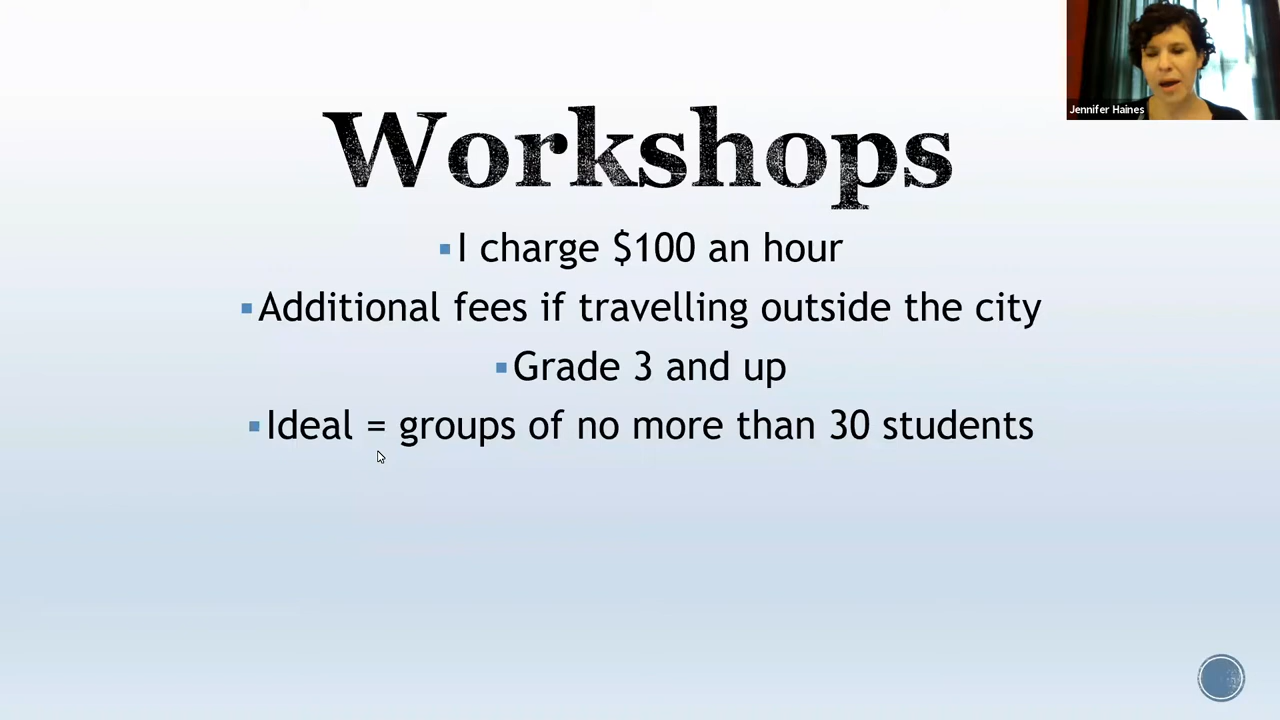 Jennifer Haines
Workshops
▪I charge $100 an hour
▪Additional fees if travelling outside the city
▪Grade 3 and up
▪Ideal = groups of no more than 30 students